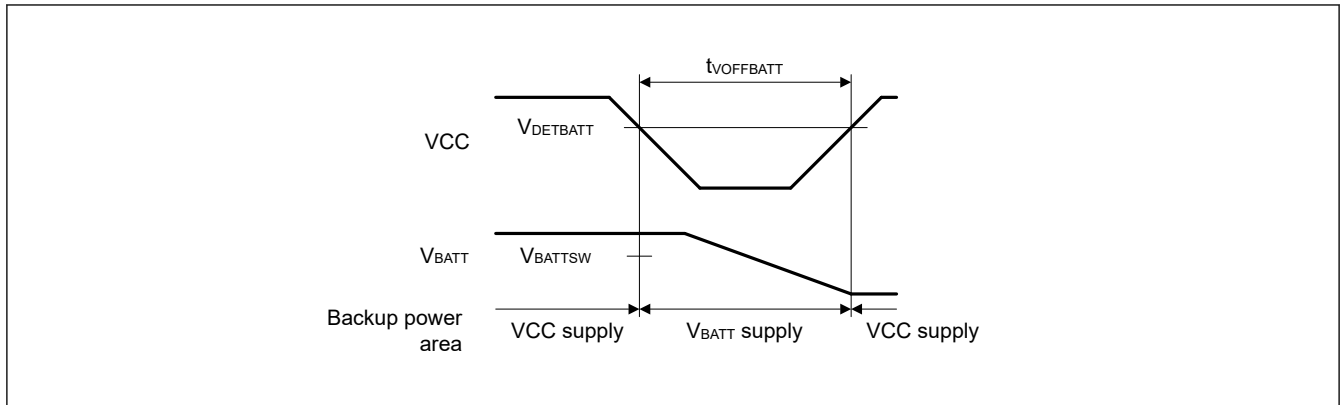 tVOFFBATT
VCC
VDETBATT
VBATT
VBATTSW
Backup power
area
VCC supply
VBATT supply
VCC supply